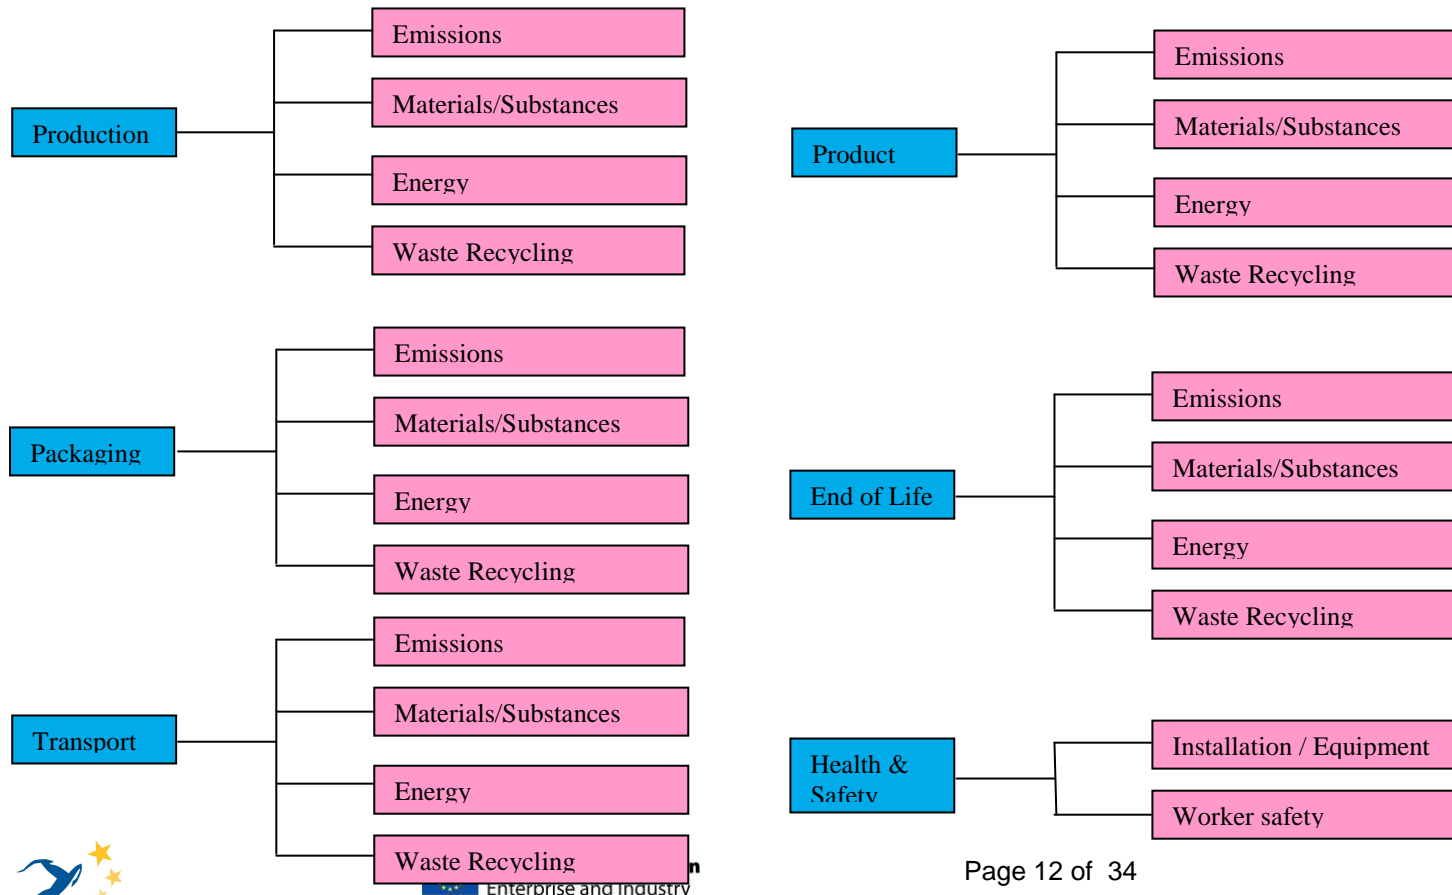 Production
Emissions
Materials/Substances
Energy
Waste Recycling
Packaging
Emissions
Materials/Substances
Energy
Waste Recycling
Transport
Emissions
Materials/Substances
Energy
Waste Recycling
Product
Emissions
Materials/Substances
Energy
Waste Recycling
End of Life
Emissions
Materials/Substances
Energy
Waste Recycling
Health &
Safety
Installation / Equipment
Worker safety
n
Enterprise and Industry
Page 12 of 34